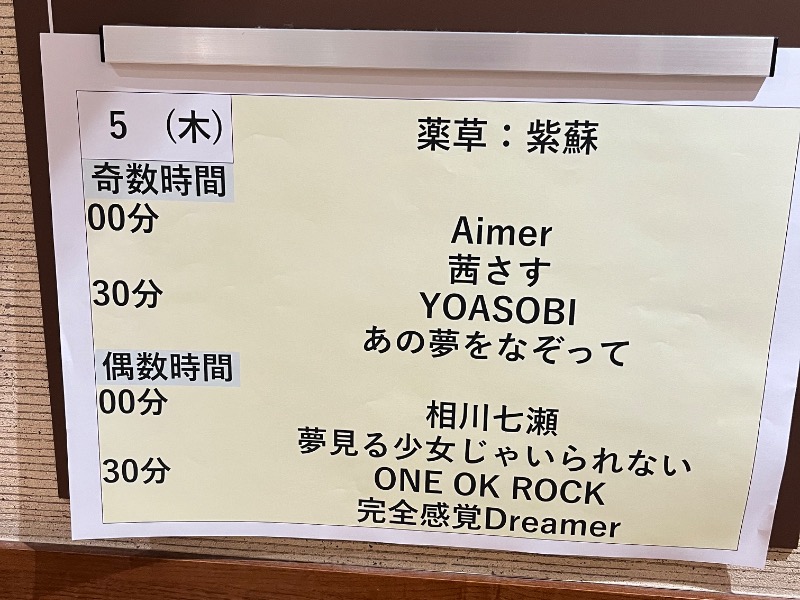 5 (木)
薬草：紫蘇
奇数時間
00分
Aimer
茜さす
30分
YOASOBI
あの夢をなぞって
偶数時間
00分
相川七瀬
夢見る少女じゃいられない
30分
ONE OK ROCK
完全感覚Dreamer